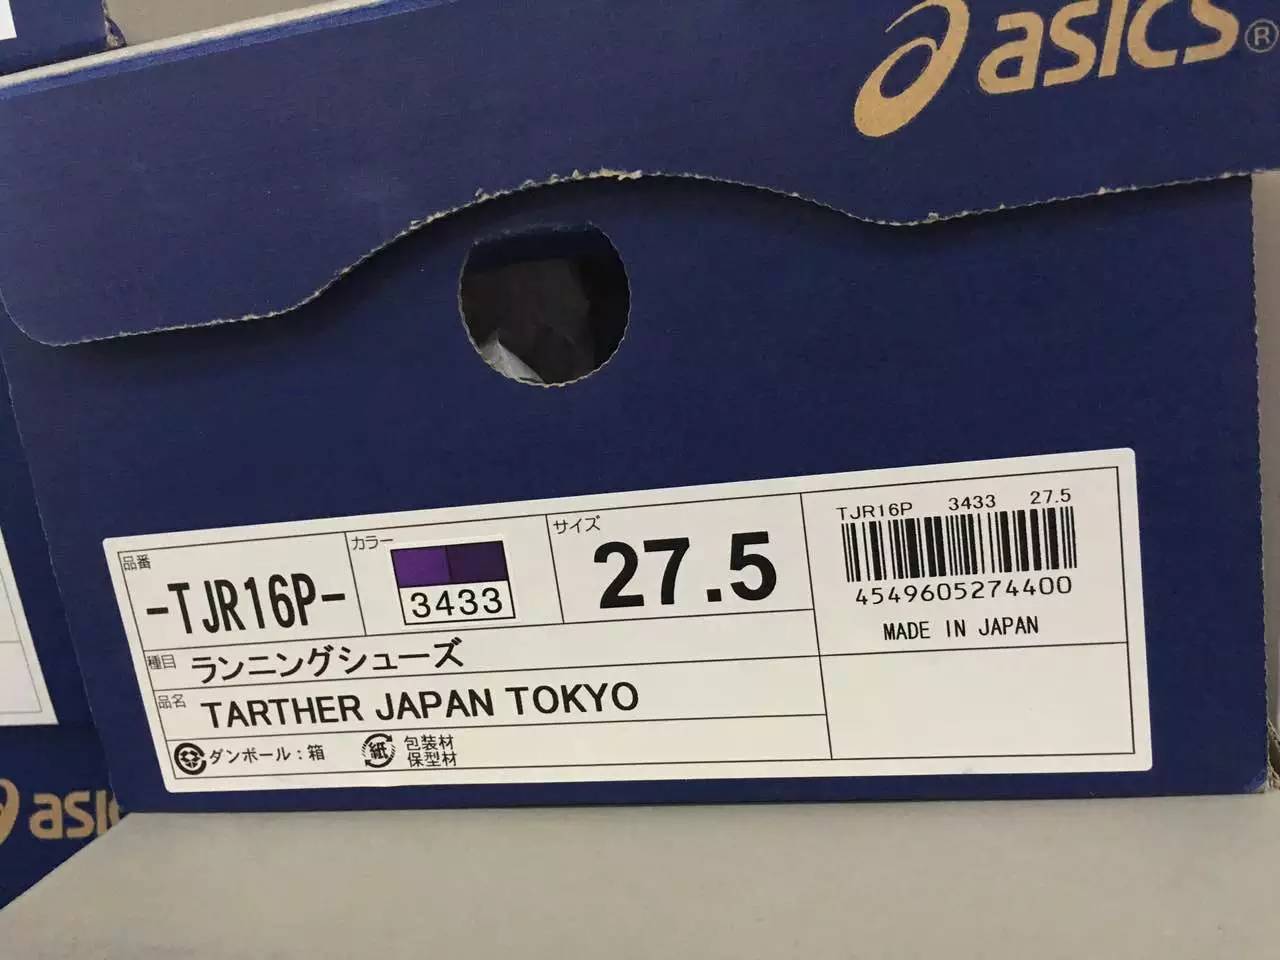 asics®
品番
-TJR16P-
カラー
3433
サイズ
27.5
TJR16P 3433 27.5
4549605274400
MADE IN JAPAN
種目
ランニングシューズ
品名
TARTHER JAPAN TOKYO
ダンボール:箱
紙
包装材
保型材
asic